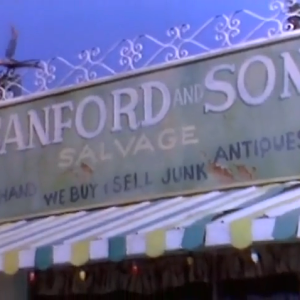 ANFORD AND SON
SALVAGE
HAND WE BUY & SELL JUNK ANTIQUES